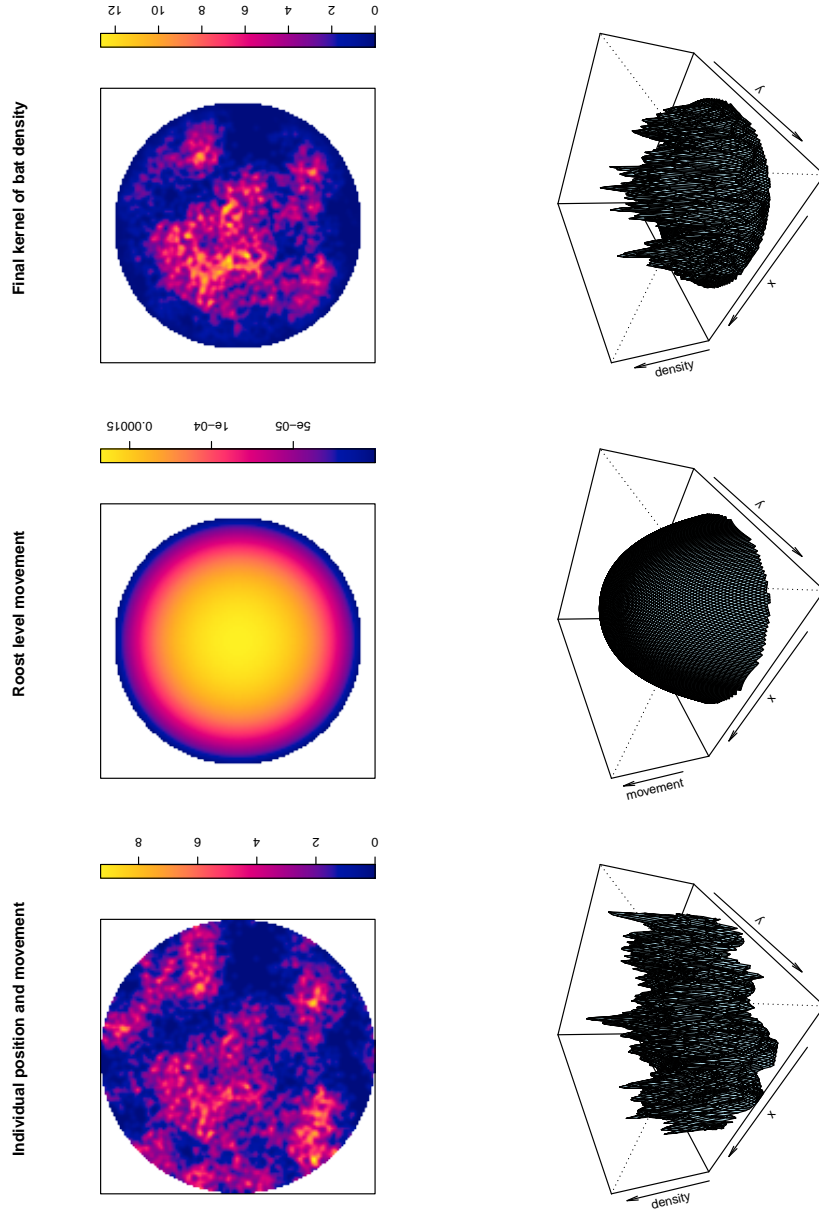 Final kernel of bat density
12 10 8 6 4 2 0
y
x
density
Roost level movement
0.00015 1e−04 5e−05
y
x
movement
Individual position and movement
8 6 4 2 0
y
x
density